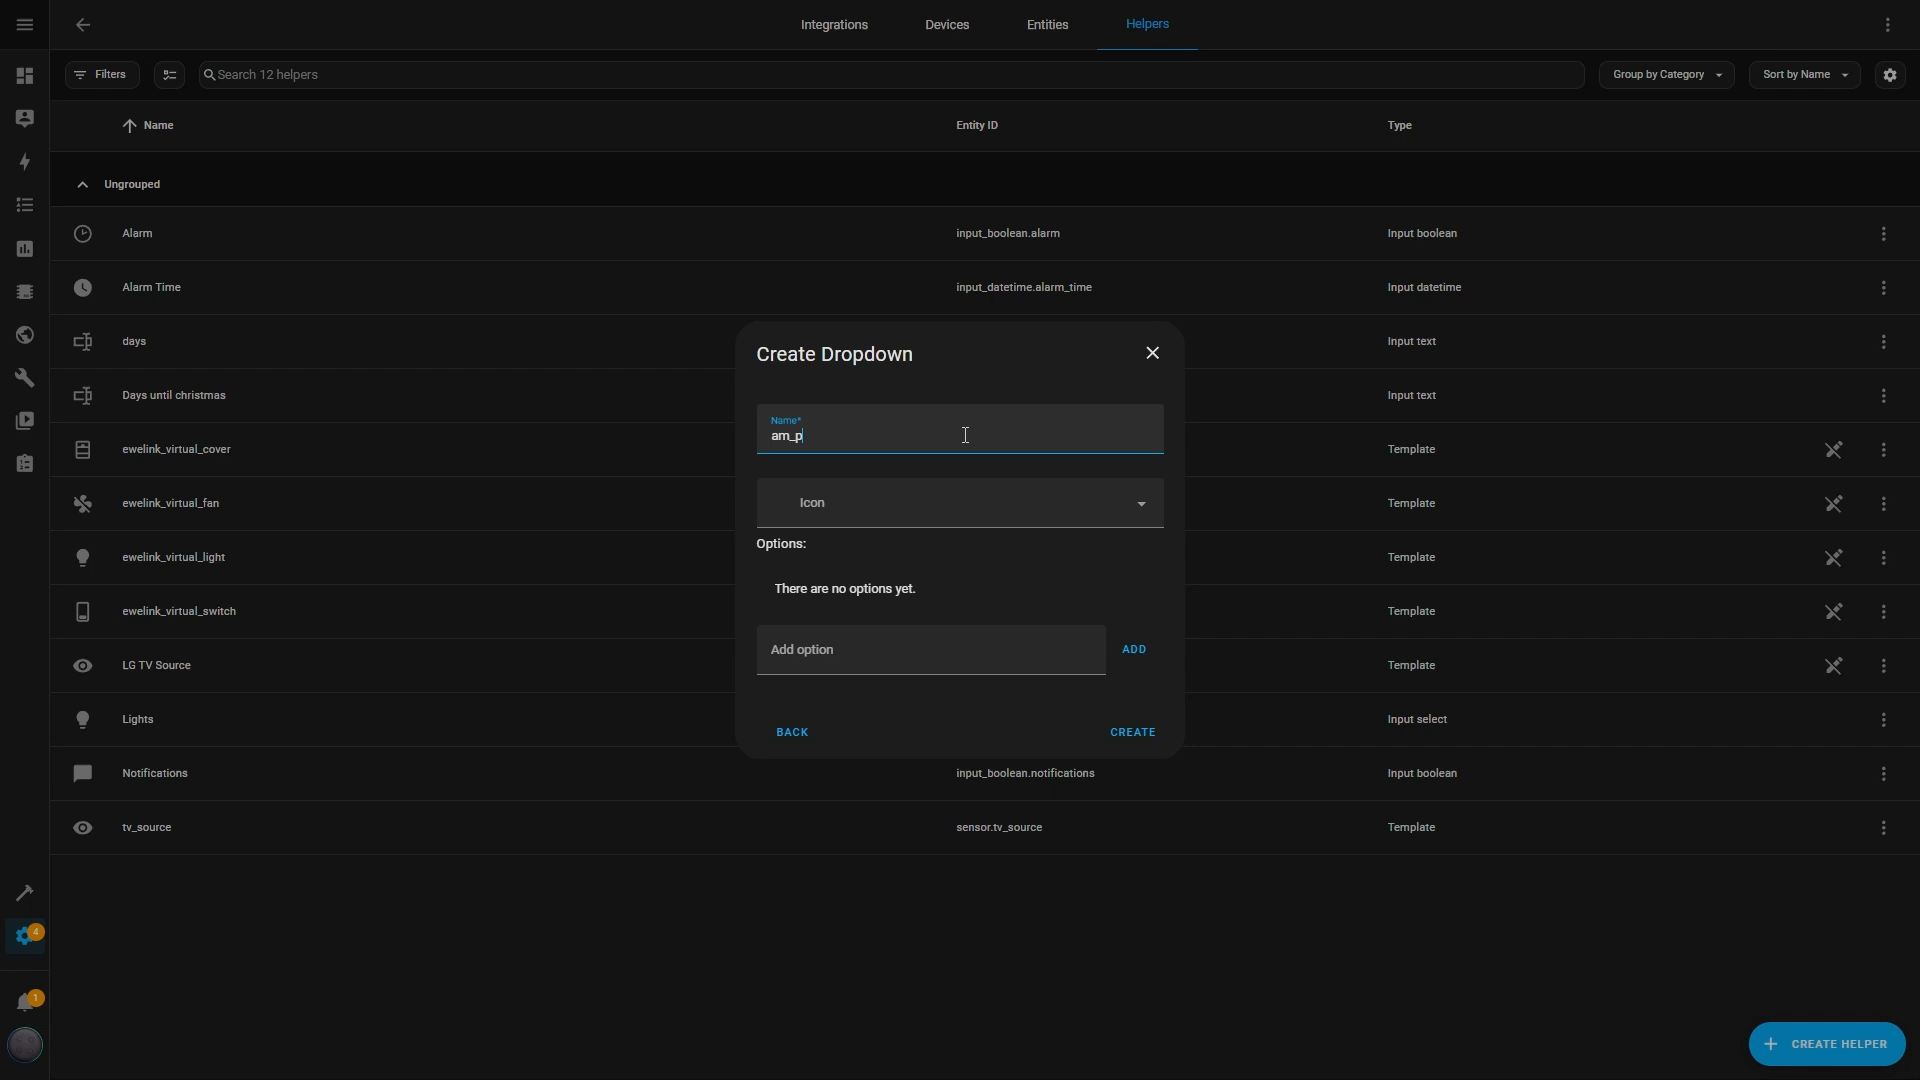 Integrations Devices Entities Helpers
Filters Search 12 helpers Group by Category Sort by Name
Name Entity ID Type
Ungrouped
Alarm input_boolean.alarm Input boolean
Alarm Time input_datetime.alarm_time Input datetime
days Input text
Days until christmas Input text
ewelink_virtual_cover Template
ewelink_virtual_fan Template
ewelink_virtual_light Template
ewelink_virtual_switch Template
LG TV Source Template
Lights Input select
Notifications input_boolean.notifications Input boolean
tv_source sensor.tv_source Template
Create Dropdown
Name*
am_p
Icon
Options:
There are no options yet.
Add option ADD
BACK CREATE
4
1
CREATE HELPER